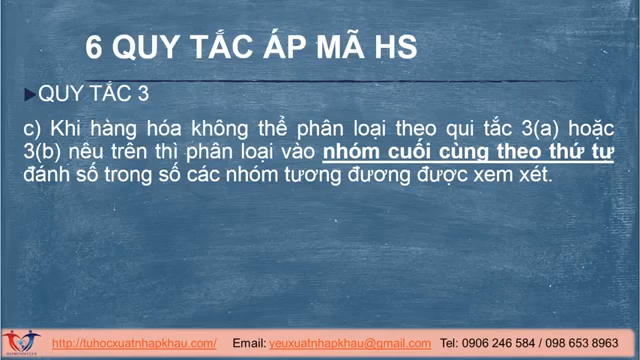 6 QUY TẮC ÁP MÃ HS
QUY TẮC 3
c) Khi hàng hóa không thể phân loại theo qui tắc 3(a) hoặc
3(b) nêu trên thì phân loại vào nhóm cuối cùng theo thứ tự
đánh số trong số các nhóm tương đương được xem xét.
http://tuhocxuatnhapkhau.com/ Email: yeuxuatnhapkhau@gmail.com Tel: 0906 246 584 / 098 653 8963